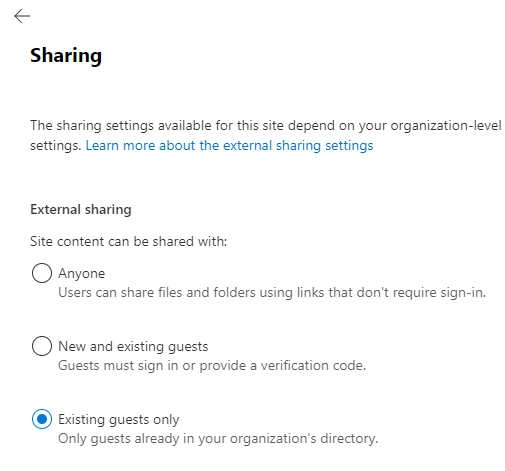 Sharing
The sharing settings available for this site depend on your organization-level
settings. Learn more about the external sharing settings
External sharing
Site content can be shared with:
Anyone
Users can share files and folders using links that don't require sign-in.
New and existing guests
Guests must sign in or provide a verification code.
Existing guests only
Only guests already in your organization's directory.